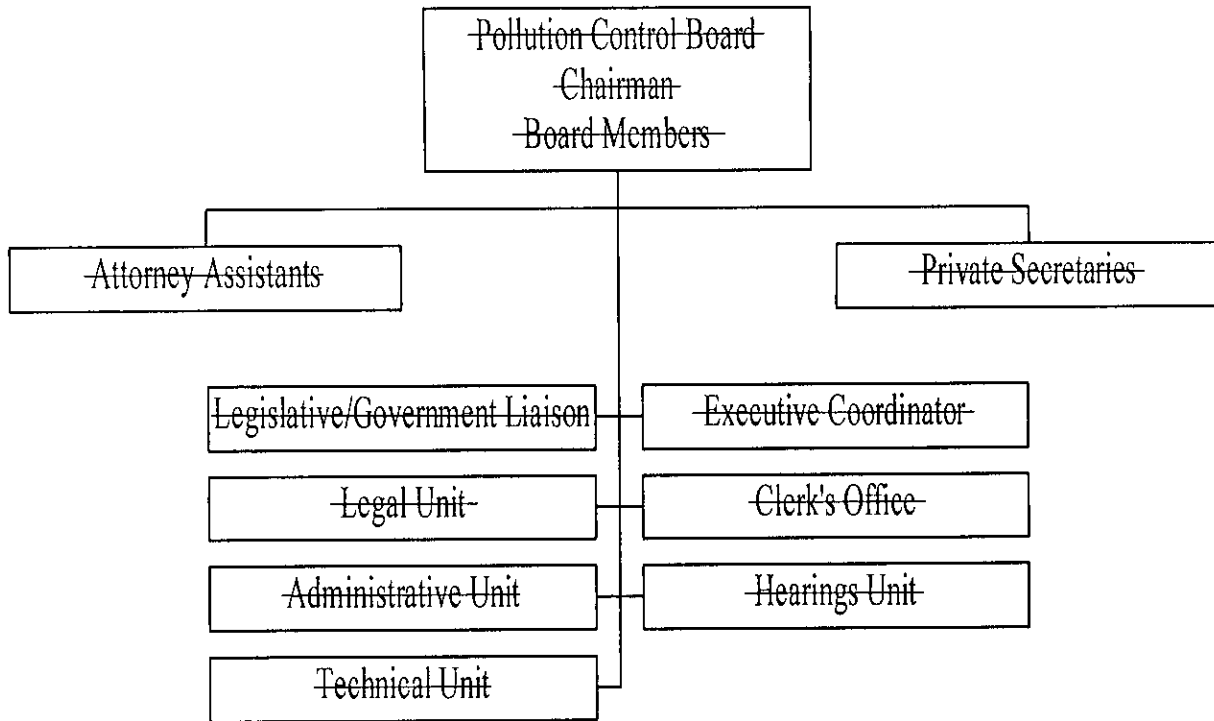 Pollution Control Board
Chairman
Board Members
Attorney Assistants
Private Secretaries
Legislative/Government Liaison
Executive Coordinator
Legal Unit
Clerk's Office
Administrative Unit
Hearings Unit
Technical Unit